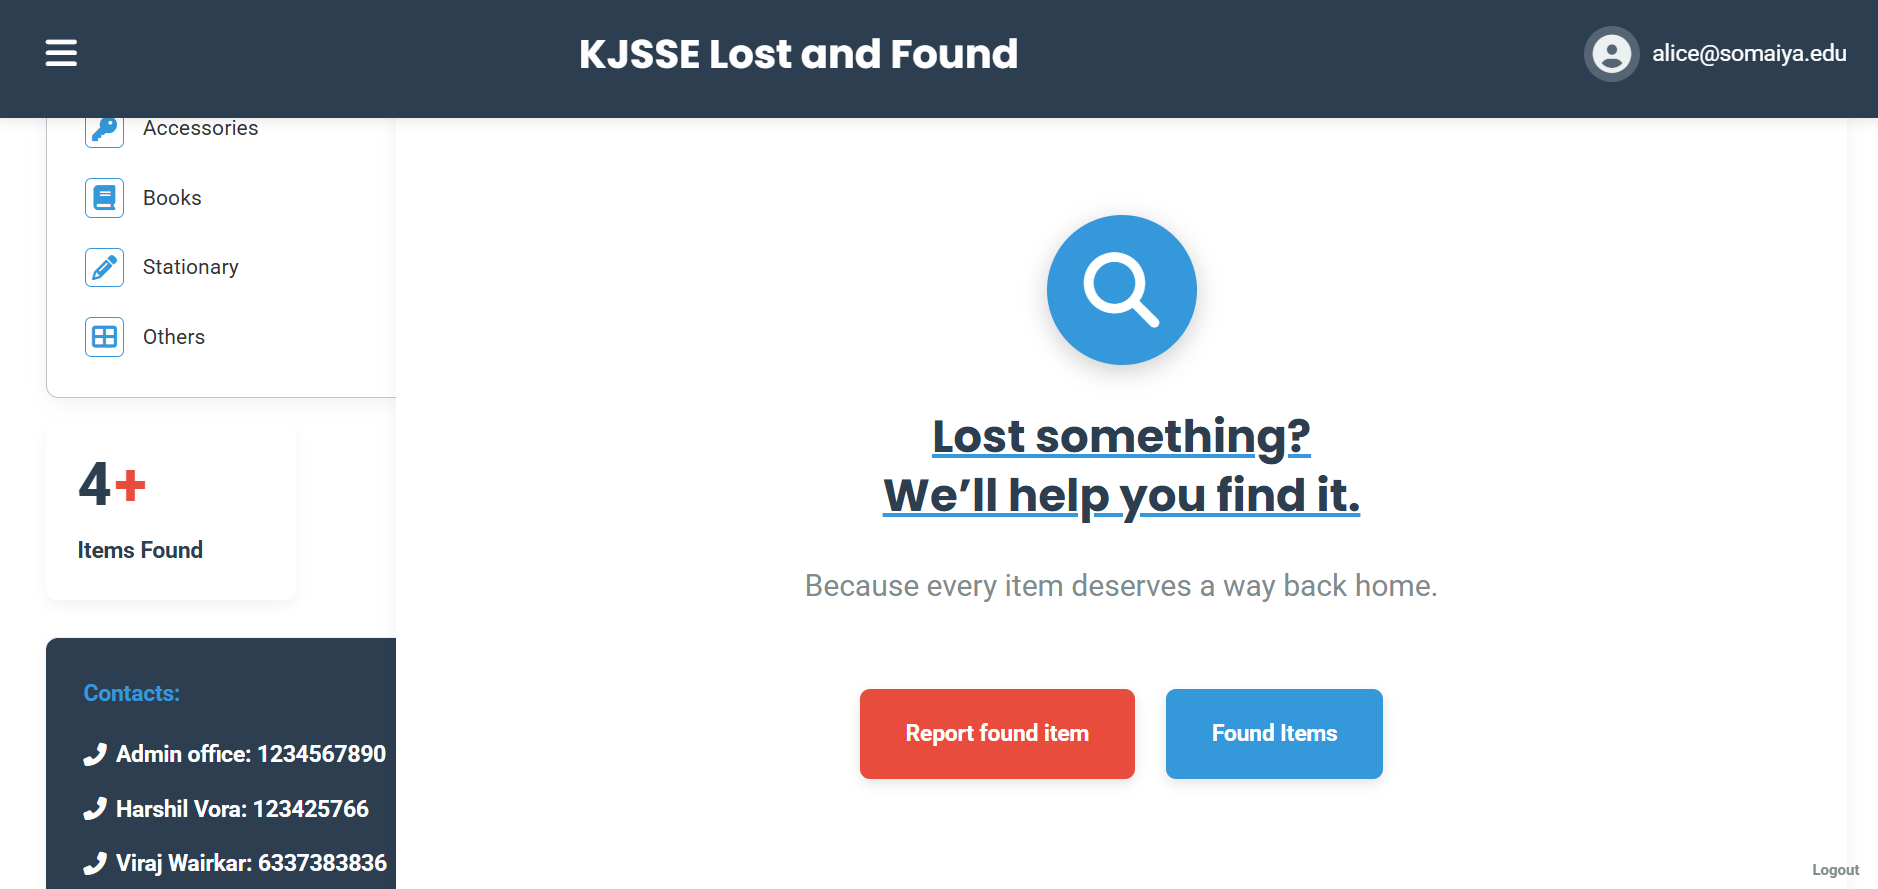 KJSSE Lost and Found
alice@somaiya.edu
Accessories
Books
Stationary
Others
4+
Items Found
Contacts:
Admin office: 1234567890
Harshil Vora: 123425766
Viraj Wairkar: 6337383836
Lost something?
We’ll help you find it.
Because every item deserves a way back home.
Report found item
Found Items
Logout